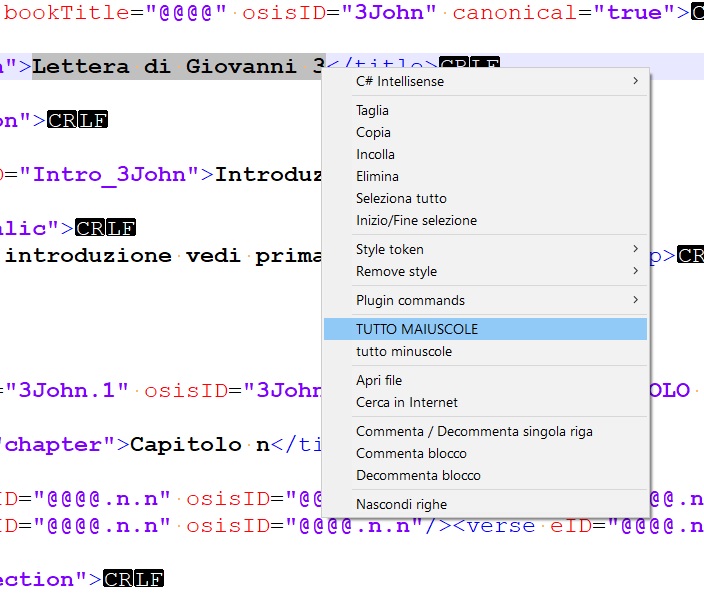 bookTitle="@@@@" osisID="3John" canonical="true">
n">Lettera di Giovanni 3</title>CRLF
C# Intellisense
Taglia
on">CRLF
Copia
Incolla
="Intro_3John">Introduz
Elimina
Seleziona tutto
alic">CRLF
Inizio/Fine selezione
introduzione vedi prima
p>CR
Style token
Remove style
Plugin commands
TUTTO MAIUSCOLE
tutto minuscole
="3John.1" osisID="3John
OLO
Apri file
Cerca in Internet
"chapter">Capitolo n</ti
Commenta / Decommenta singola riga
Commenta blocco
Decommenta blocco
ID="@@@@.n.n" osisID="@@
@@.n
Nascondi righe
ID="@@@@.n.n" osisID="@@@@.n.n"/><verse eID="@@@@.n
ection">CRLF